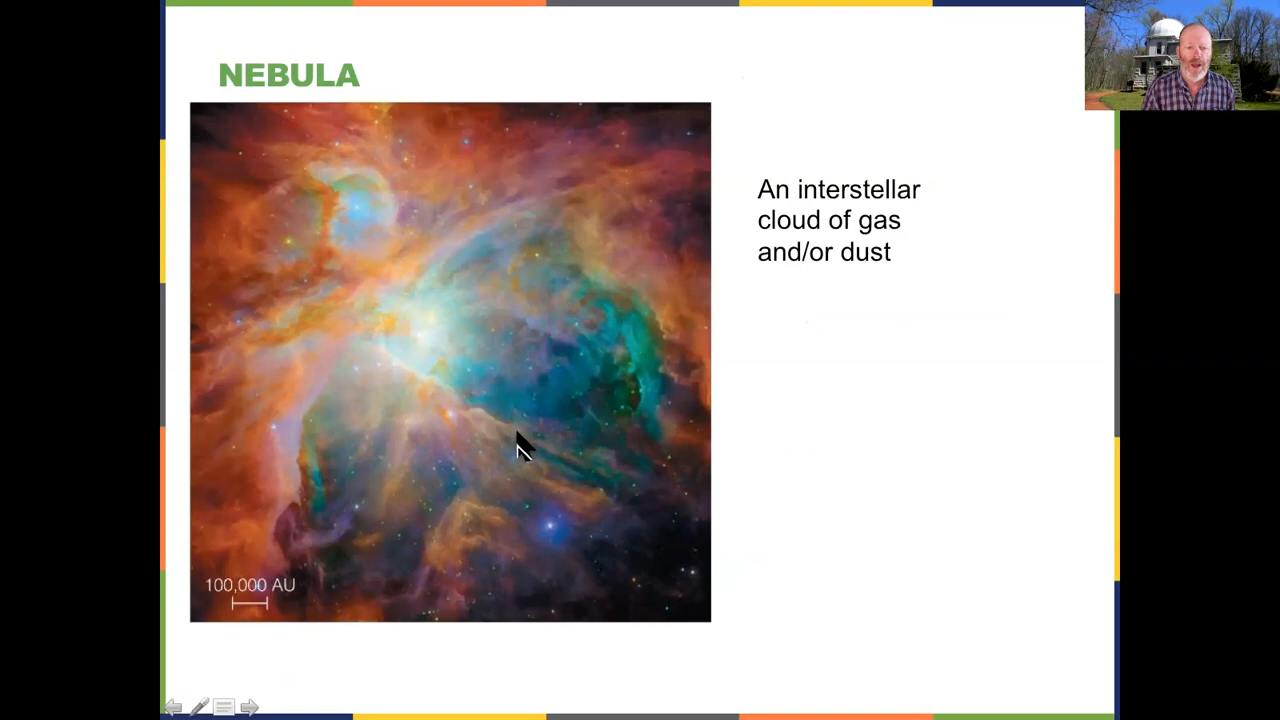 NEBULA
An interstellar
cloud of gas
and/or dust
100,000 AU